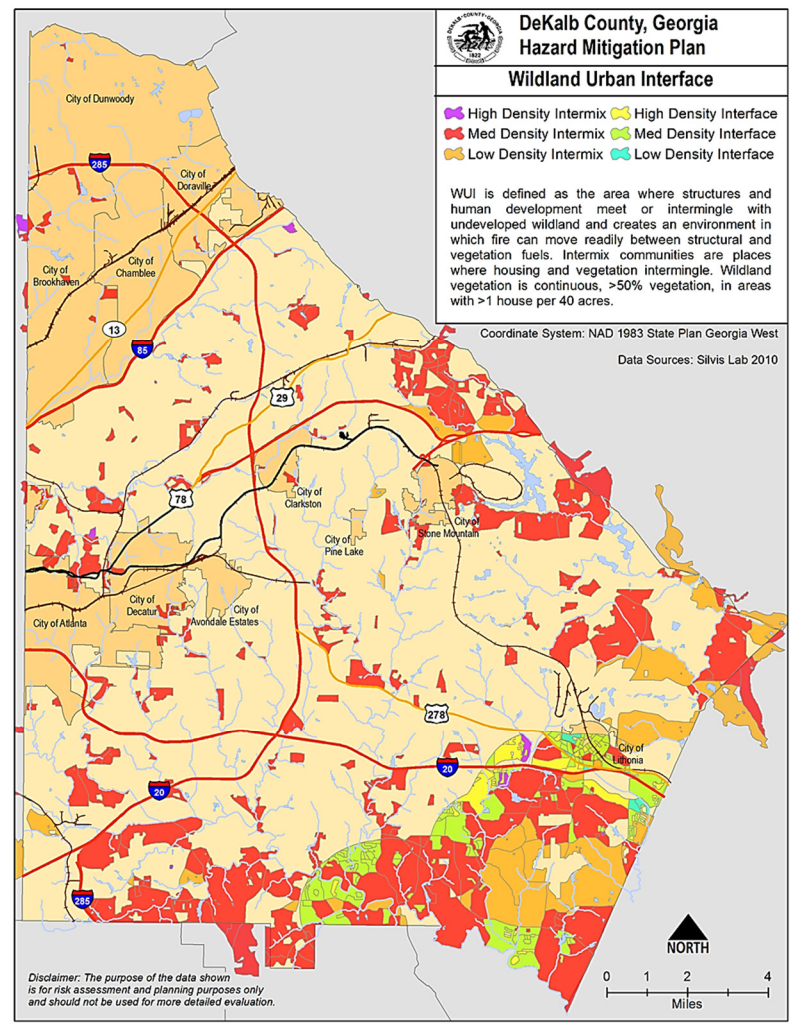 DeKalb County, Georgia
Hazard Mitigation Plan
DEKALB COUNTY, GEORGIA
1822
Wildland Urban Interface
High Density Intermix
High Density Interface
Med Density Intermix
Med Density Interface
Low Density Intermix
Low Density Interface
WUI is defined as the area where structures and
human development meet or intermingle with
undeveloped wildland and creates an environment in
which fire can move readily between structural and
vegetation fuels. Intermix communities are places
where housing and vegetation intermingle. Wildland
vegetation is continuous, >50% vegetation, in areas
with >1 house per 40 acres.
Coordinate System: NAD 1983 State Plan Georgia West
Data Sources: Silvis Lab 2010
City of Dunwoody
285
City of
Doraville
City of
Brookhaven
City of
Chamblee
13
85
29
78
City of
Clarkston
City of
Pine Lake
City of
Stone Mountain
City of
Decatur
City of Atlanta
City of
Avondale Estates
278
City of
Lithonia
20
20
285
NORTH
0 1 2 4
Miles
Disclaimer: The purpose of the data shown
is for risk assessment and planning purposes only
and should not be used for more detailed evaluation.